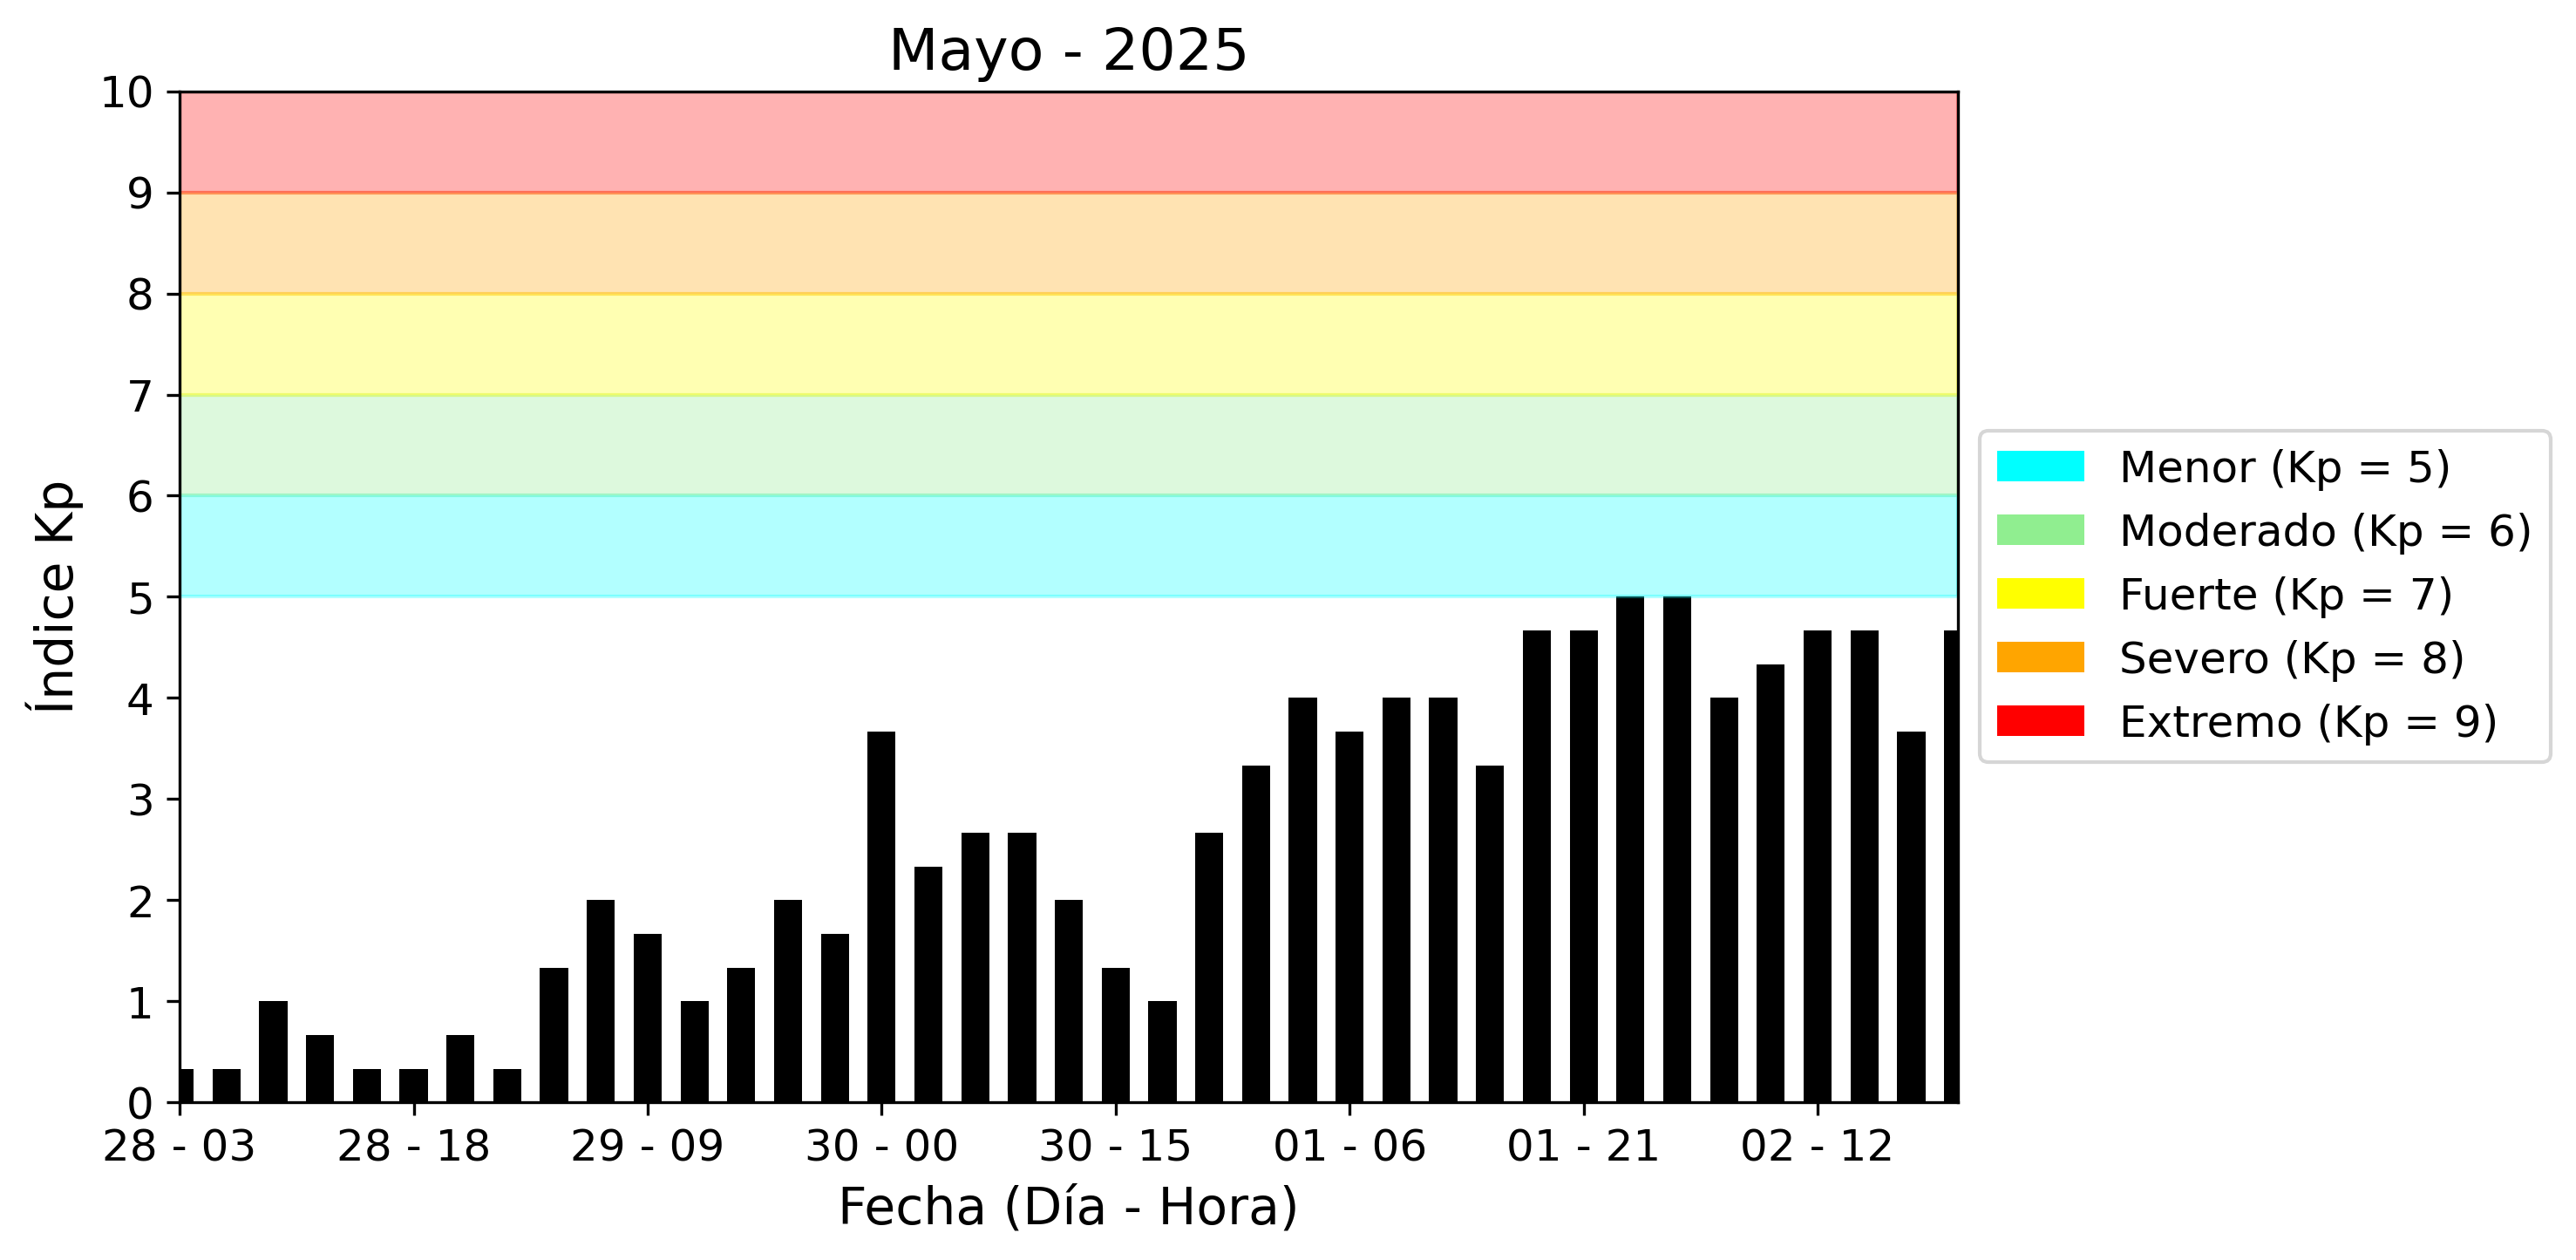 Mayo - 2025
10
9
8
7
6
5
4
3
2
1
0
Índice Kp
28 - 03
28 - 18
29 - 09
30 - 00
30 - 15
01 - 06
01 - 21
02 - 12
Fecha (Día - Hora)
Menor (Kp = 5)
Moderado (Kp = 6)
Fuerte (Kp = 7)
Severo (Kp = 8)
Extremo (Kp = 9)